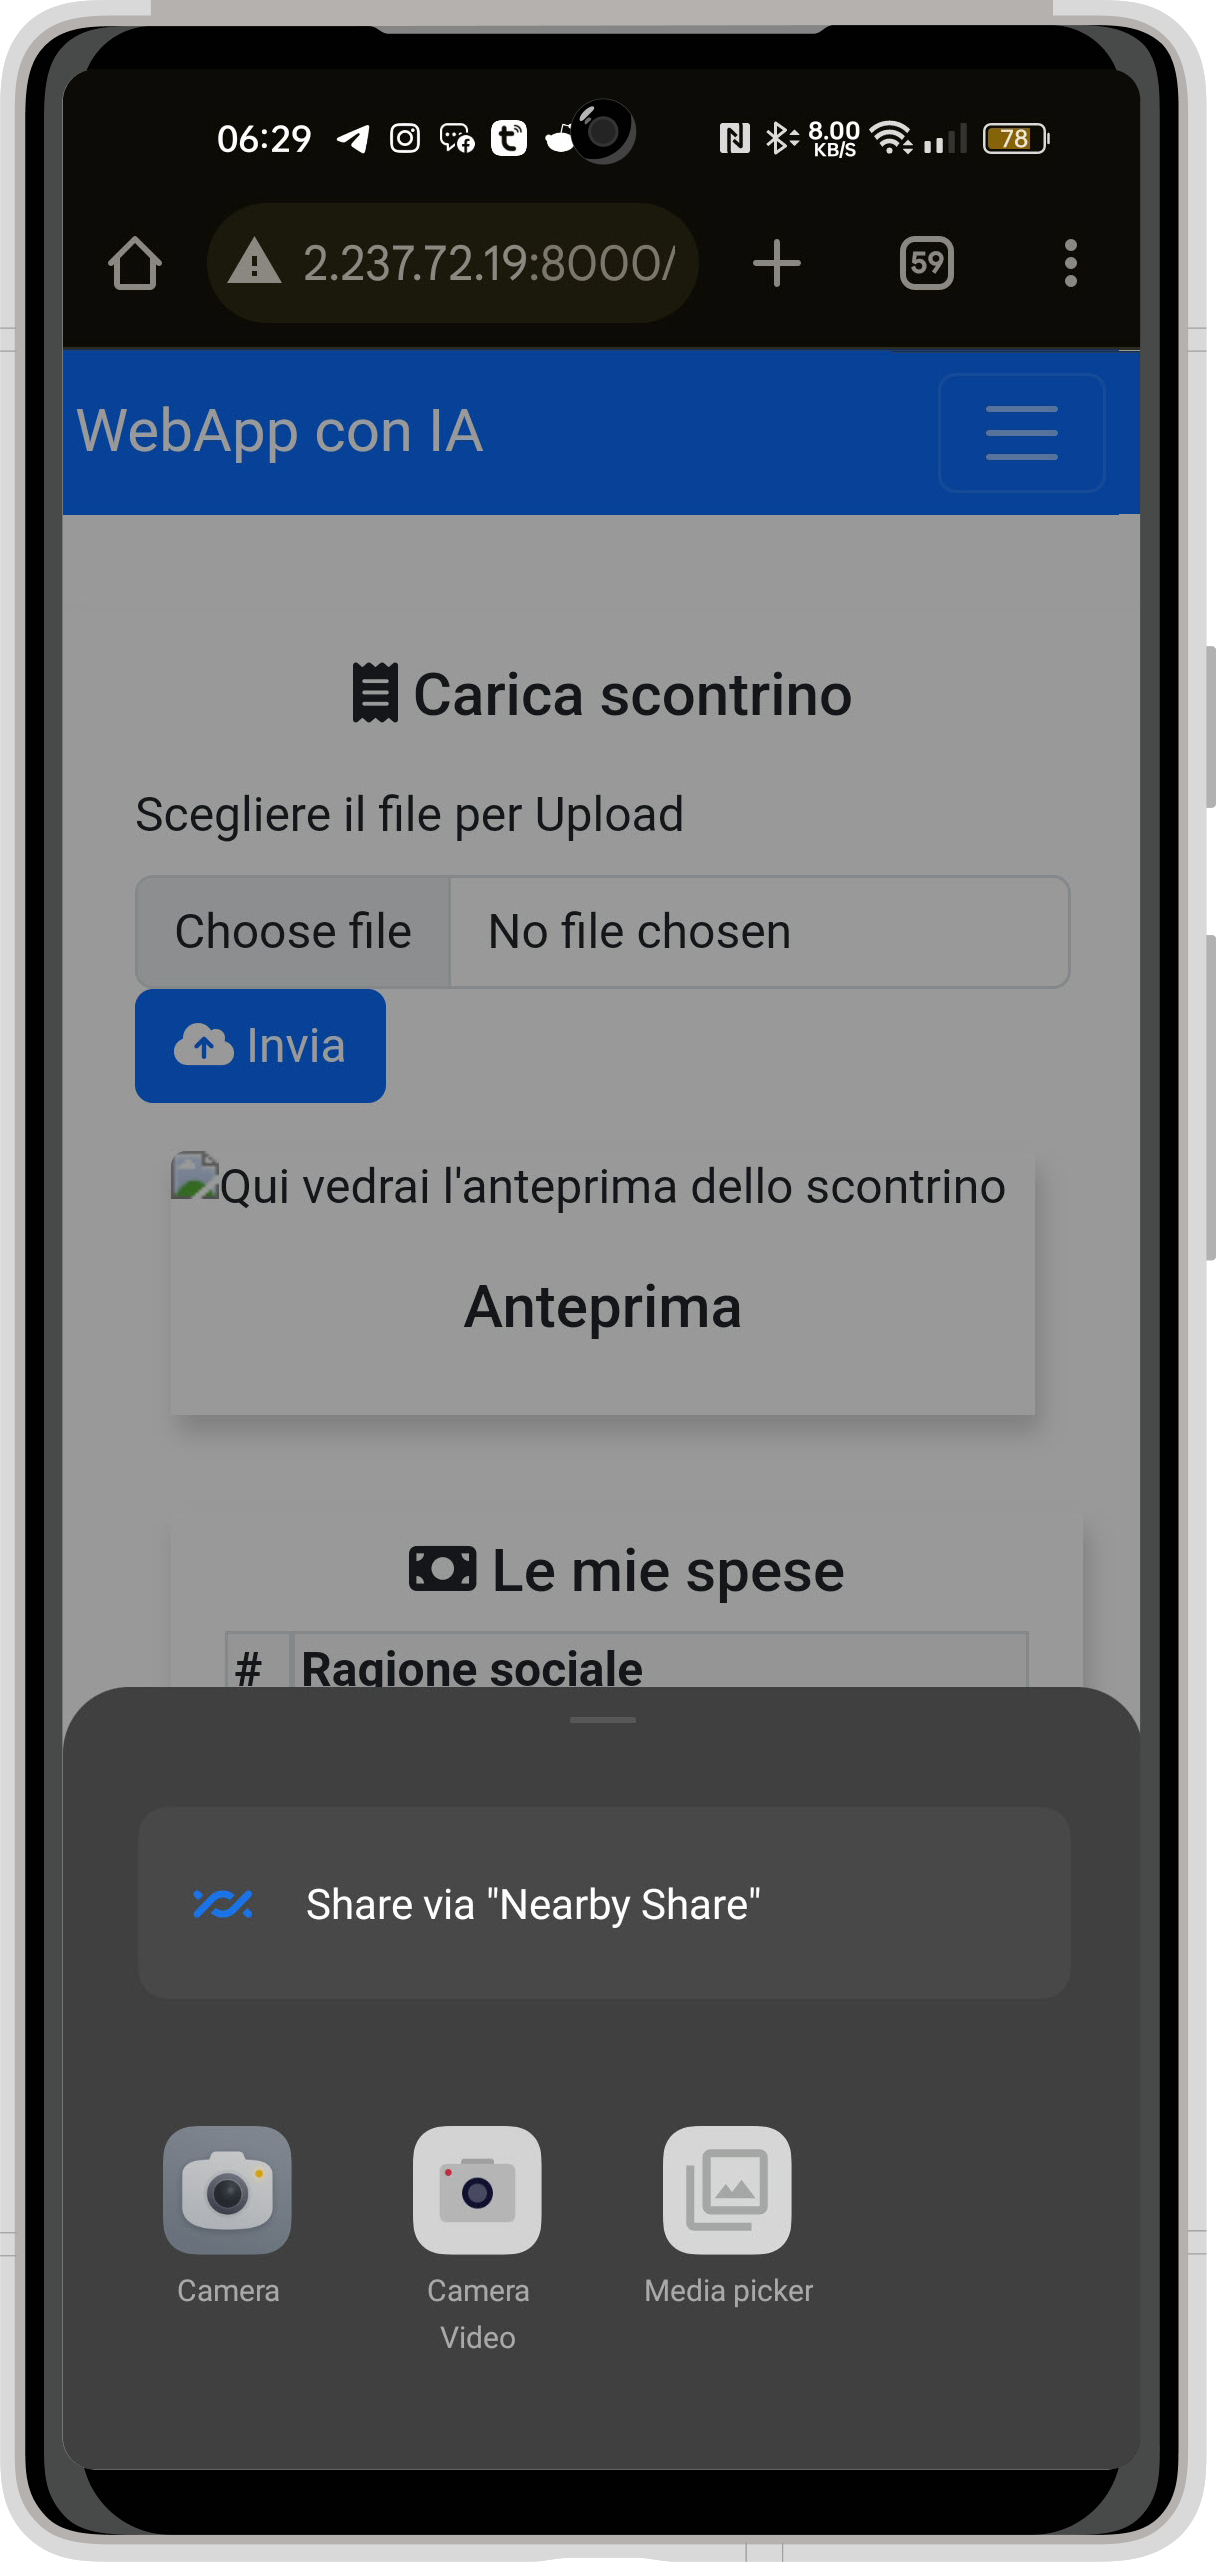 06:29 8.00 KB/S 78
2.237.72.19:8000/ 59
WebApp con IA
Carica scontrino
Scegliere il file per Upload
Choose file No file chosen
Invia
Qui vedrai l'anteprima dello scontrino
Anteprima
Le mie spese
# Ragione sociale
Share via "Nearby Share"
Camera Camera Video Media picker